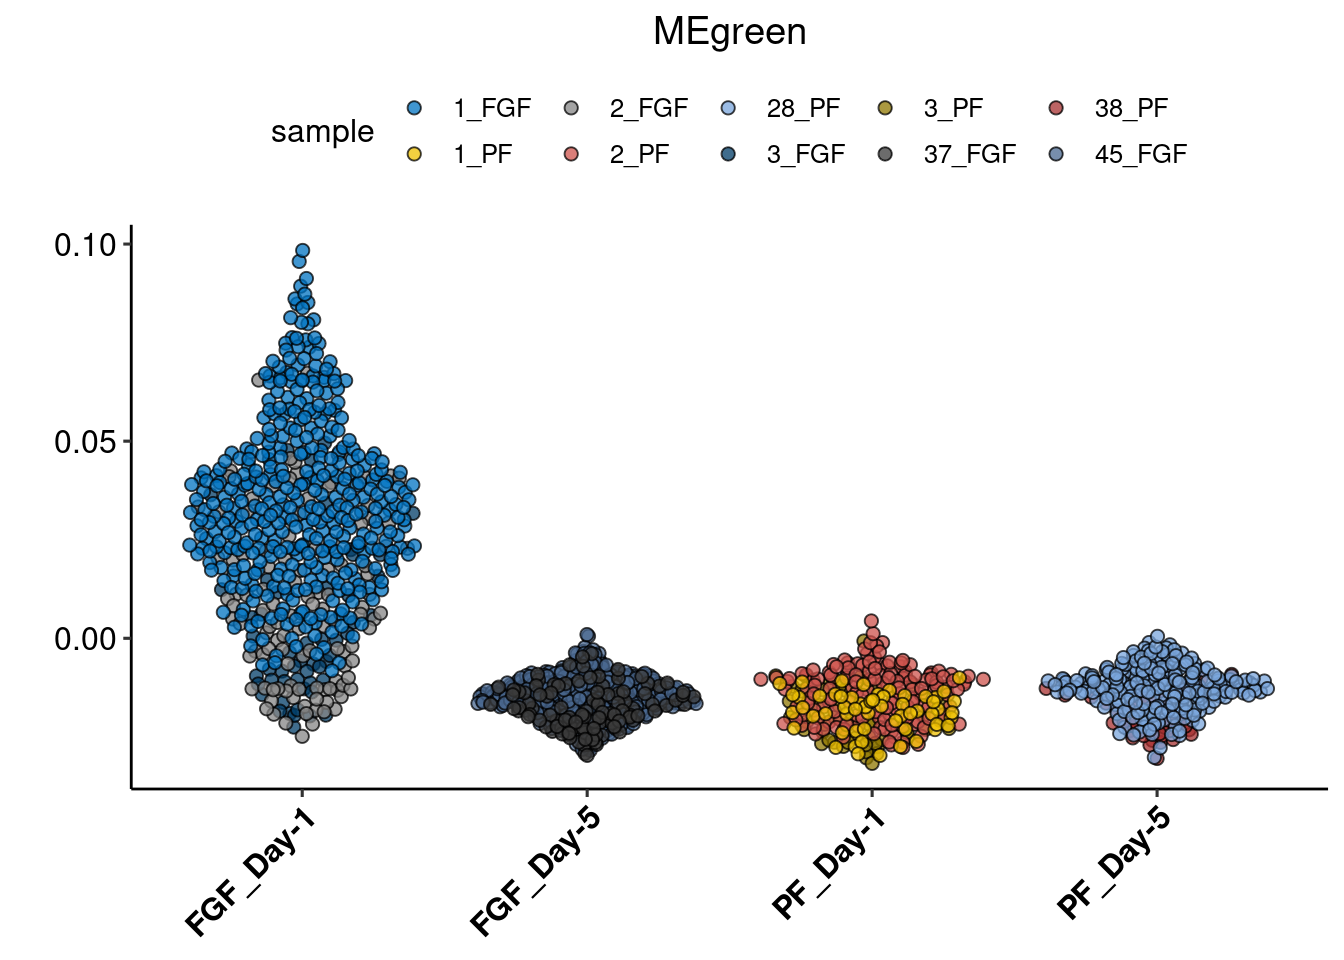 MEgreen
sample
1_FGF 2_FGF 28_PF 3_PF 38_PF
1_PF 2_PF 3_FGF 37_FGF 45_FGF
0.10
0.05
0.00
FGF_Day-1 FGF_Day-5 PF_Day-1 PF_Day-5